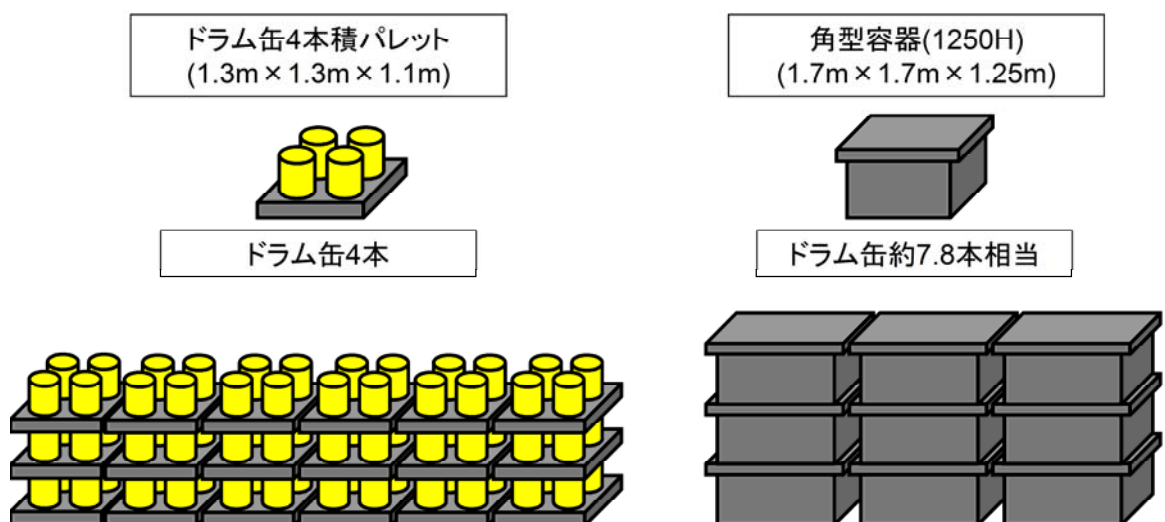 ドラム缶4本積パレット
(1.3m×1.3m×1.1m)
角型容器(1250H)
(1.7m×1.7m×1.25m)
ドラム缶4本
ドラム缶約7.8本相当